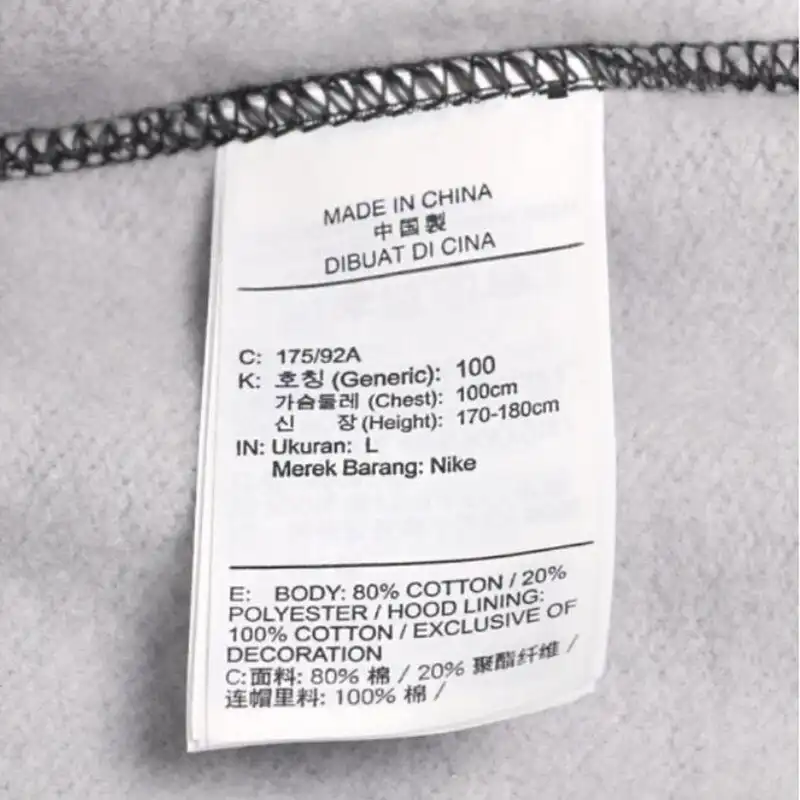 MADE IN CHINA
中国製
DIBUAT DI CINA
C: 175/92A
K: 호칭 (Generic): 100
가슴둘레 (Chest): 100cm
신 장 (Height): 170-180cm
IN: Ukuran: L
Merek Barang: Nike
E: BODY: 80% COTTON / 20%
POLYESTER / HOOD LINING:
100% COTTON / EXCLUSIVE OF
DECORATION
C:面料: 80% 棉 / 20% 聚酯纤维 /
连帽里料: 100% 棉 /